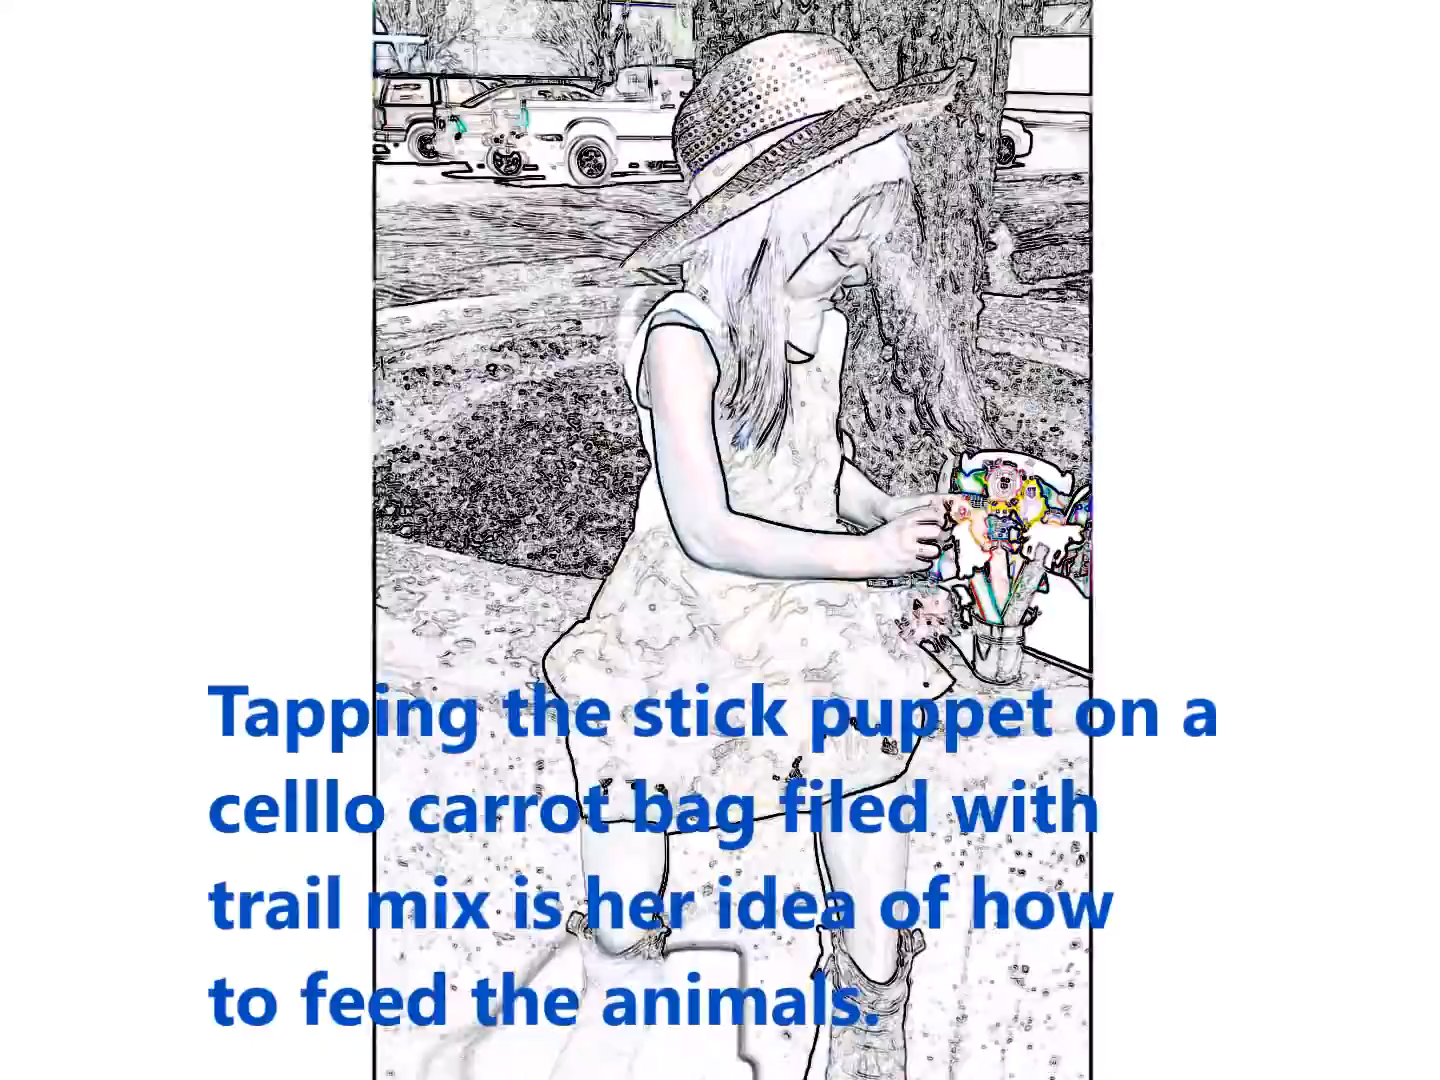 Tapping the stick puppet on a
celllo carrot bag filed with
trail mix is her idea of how
to feed the animals.